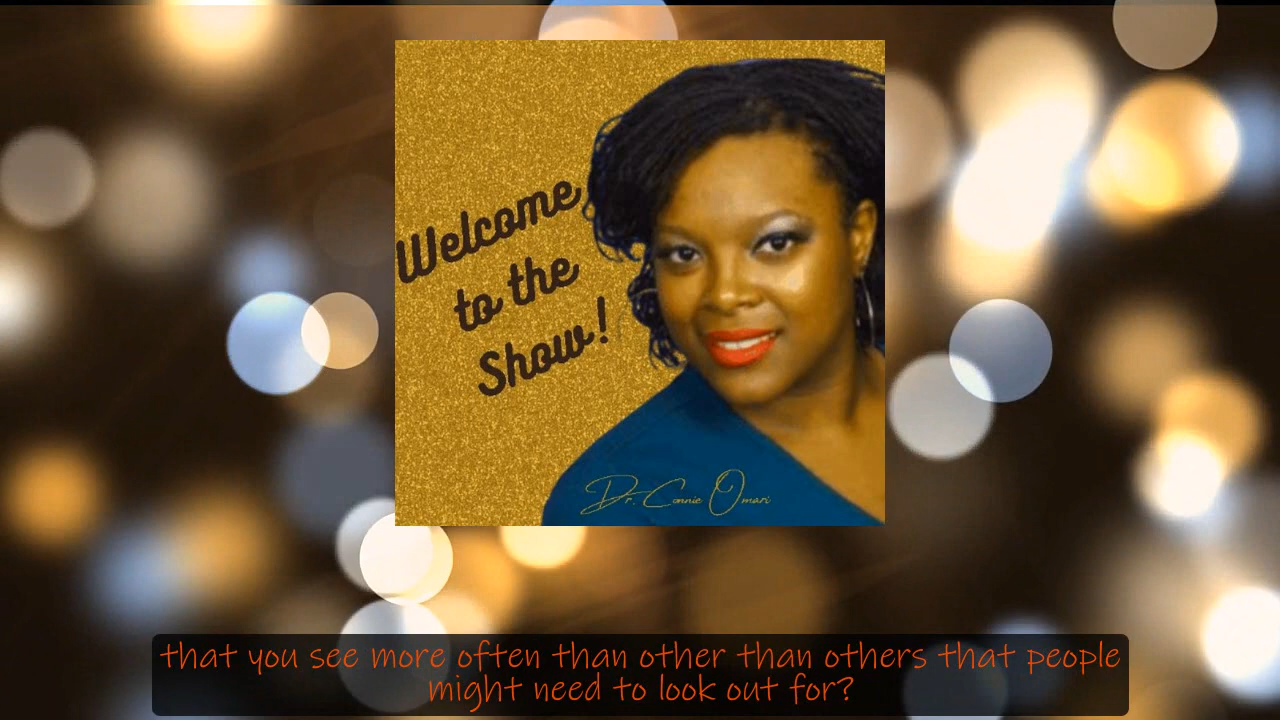 Welcome
to the
Show!
Dr. Connie Omari
that you see more often than other than others that people
might need to look out for?